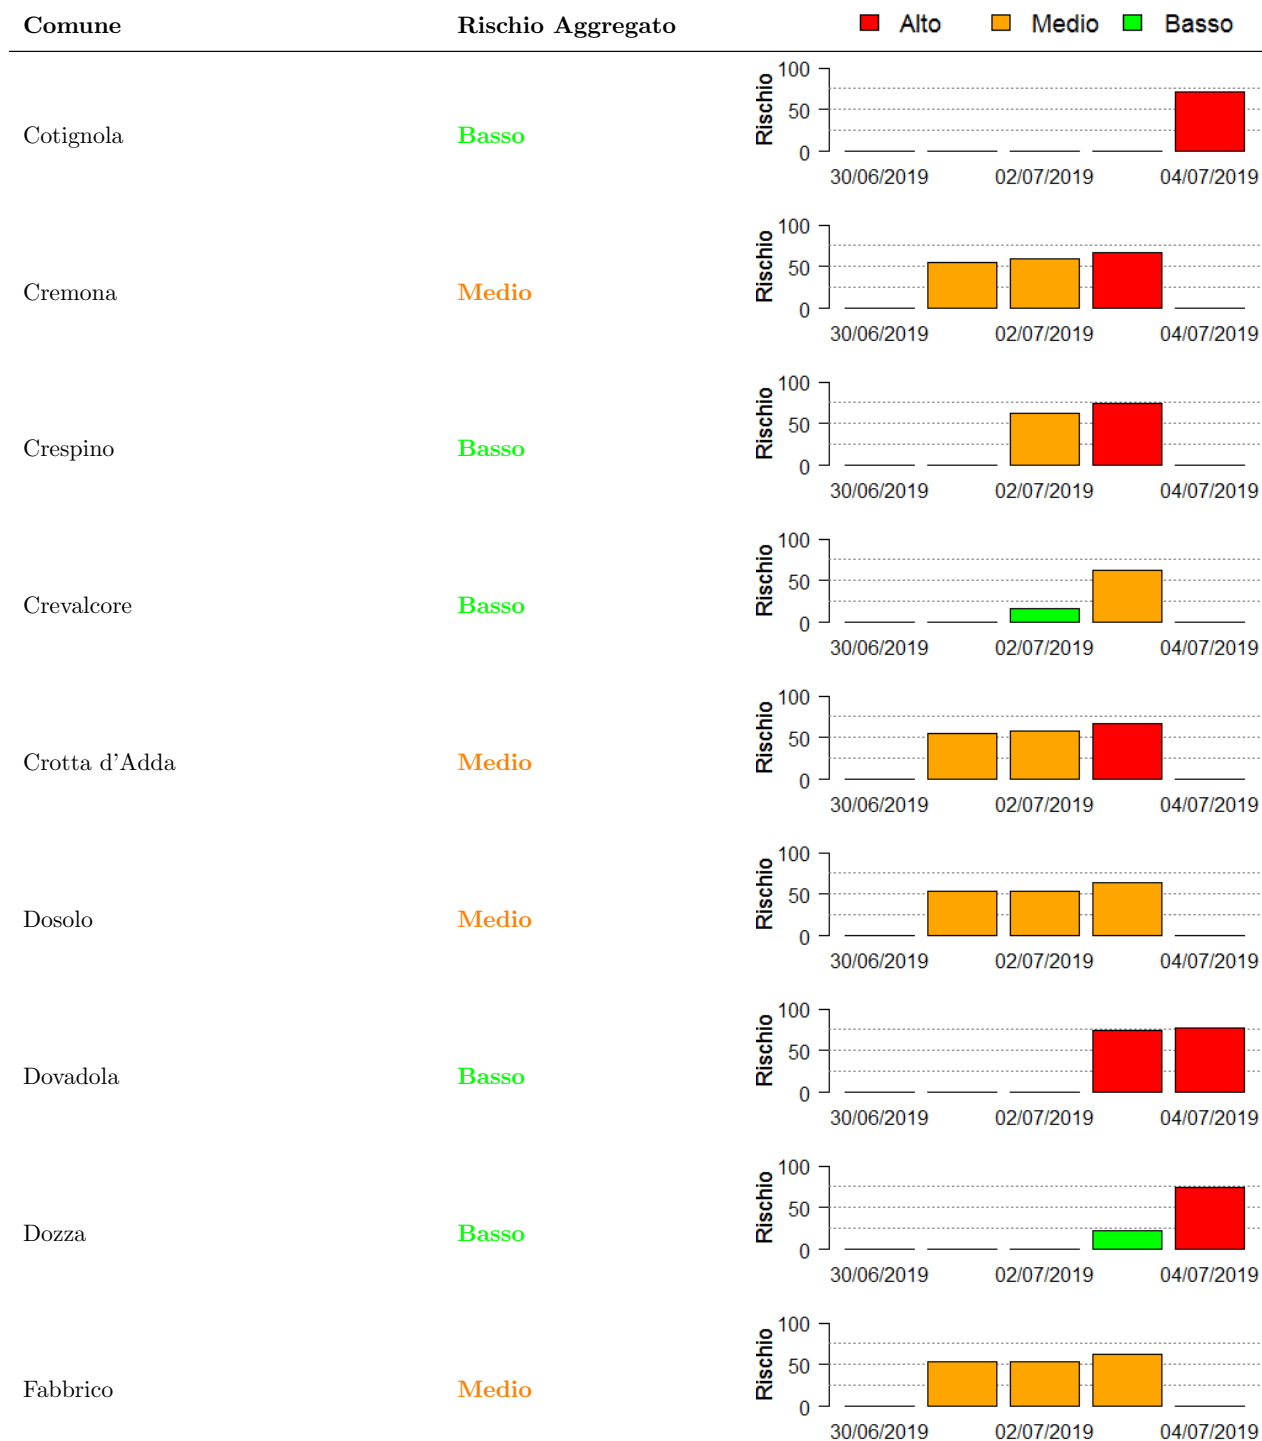 Comune Rischio Aggregato Alto Medio Basso
Cotignola Basso
Rischio
100
50
0
30/06/2019 02/07/2019 04/07/2019
Cremona Medio
Rischio
100
50
0
30/06/2019 02/07/2019 04/07/2019
Crespino Basso
Rischio
100
50
0
30/06/2019 02/07/2019 04/07/2019
Crevalcore Basso
Rischio
100
50
0
30/06/2019 02/07/2019 04/07/2019
Crotta d'Adda Medio
Rischio
100
50
0
30/06/2019 02/07/2019 04/07/2019
Dosolo Medio
Rischio
100
50
0
30/06/2019 02/07/2019 04/07/2019
Dovadola Basso
Rischio
100
50
0
30/06/2019 02/07/2019 04/07/2019
Dozza Basso
Rischio
100
50
0
30/06/2019 02/07/2019 04/07/2019
Fabbrico Medio
Rischio
100
50
0
30/06/2019 02/07/2019 04/07/2019